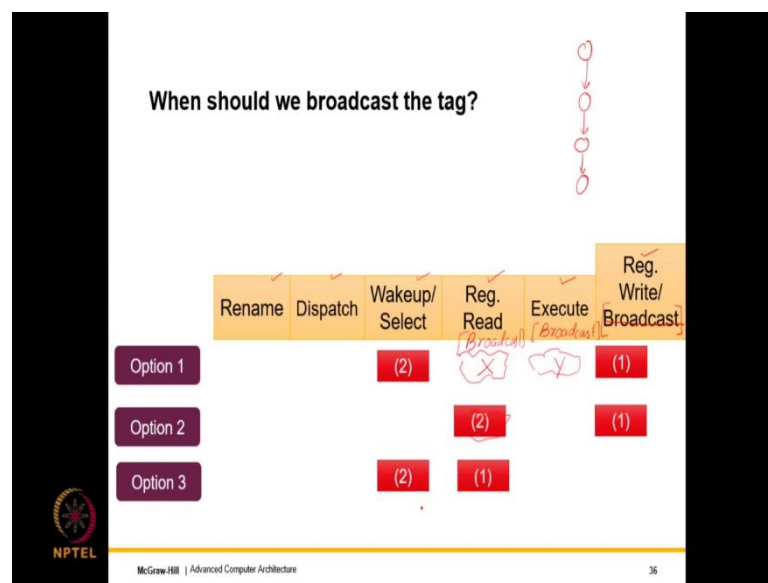 When should we broadcast the tag?
Rename
Dispatch
Wakeup/
Select
Reg.
Read
Execute
Reg.
Write/
Broadcast
[Broadcast]
[Broadcast]
Option 1
(2)
X
Y
(1)
Option 2
(2)
(1)
Option 3
(2)
(1)
NPTEL
McGraw-Hill | Advanced Computer Architecture
36